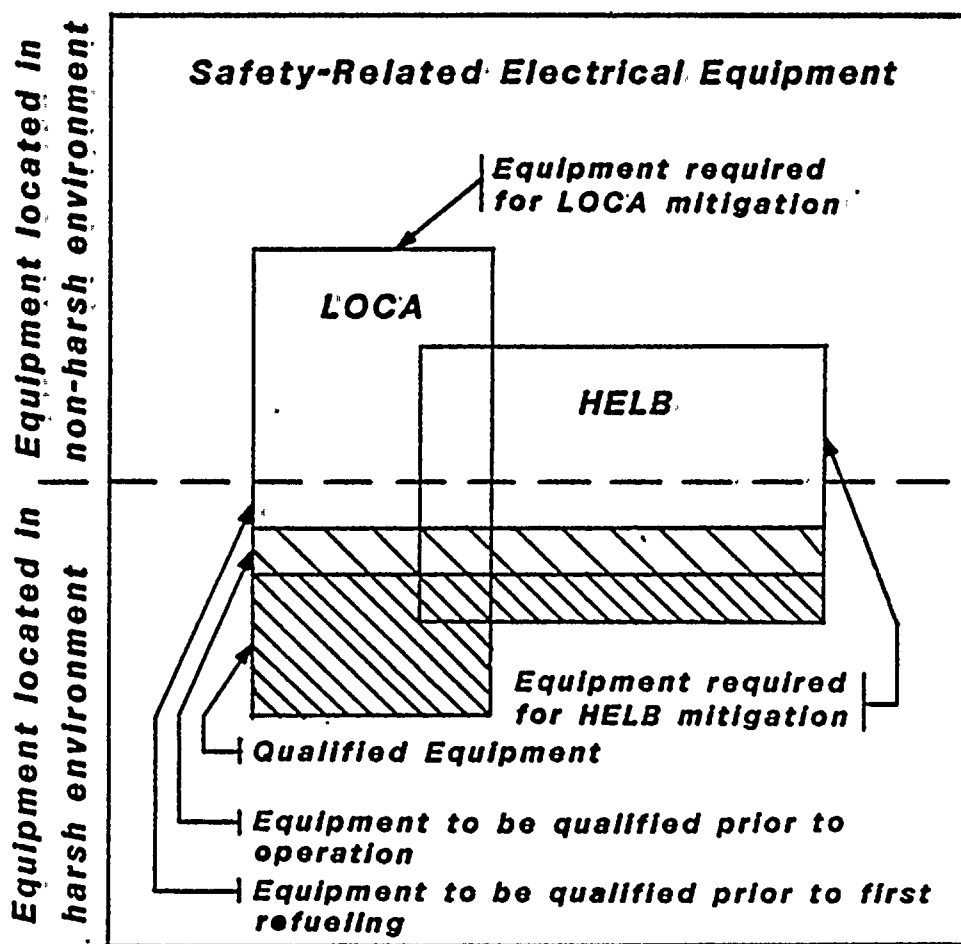 Equipment located in
non-harsh environment
Safety-Related Electrical Equipment
Equipment required
for LOCA mitigation
LOCA
HELB
Equipment located in
harsh environment
Equipment required
for HELB mitigation
Qualified Equipment
Equipment to be qualified prior to
operation
Equipment to be qualified prior to first
refueling